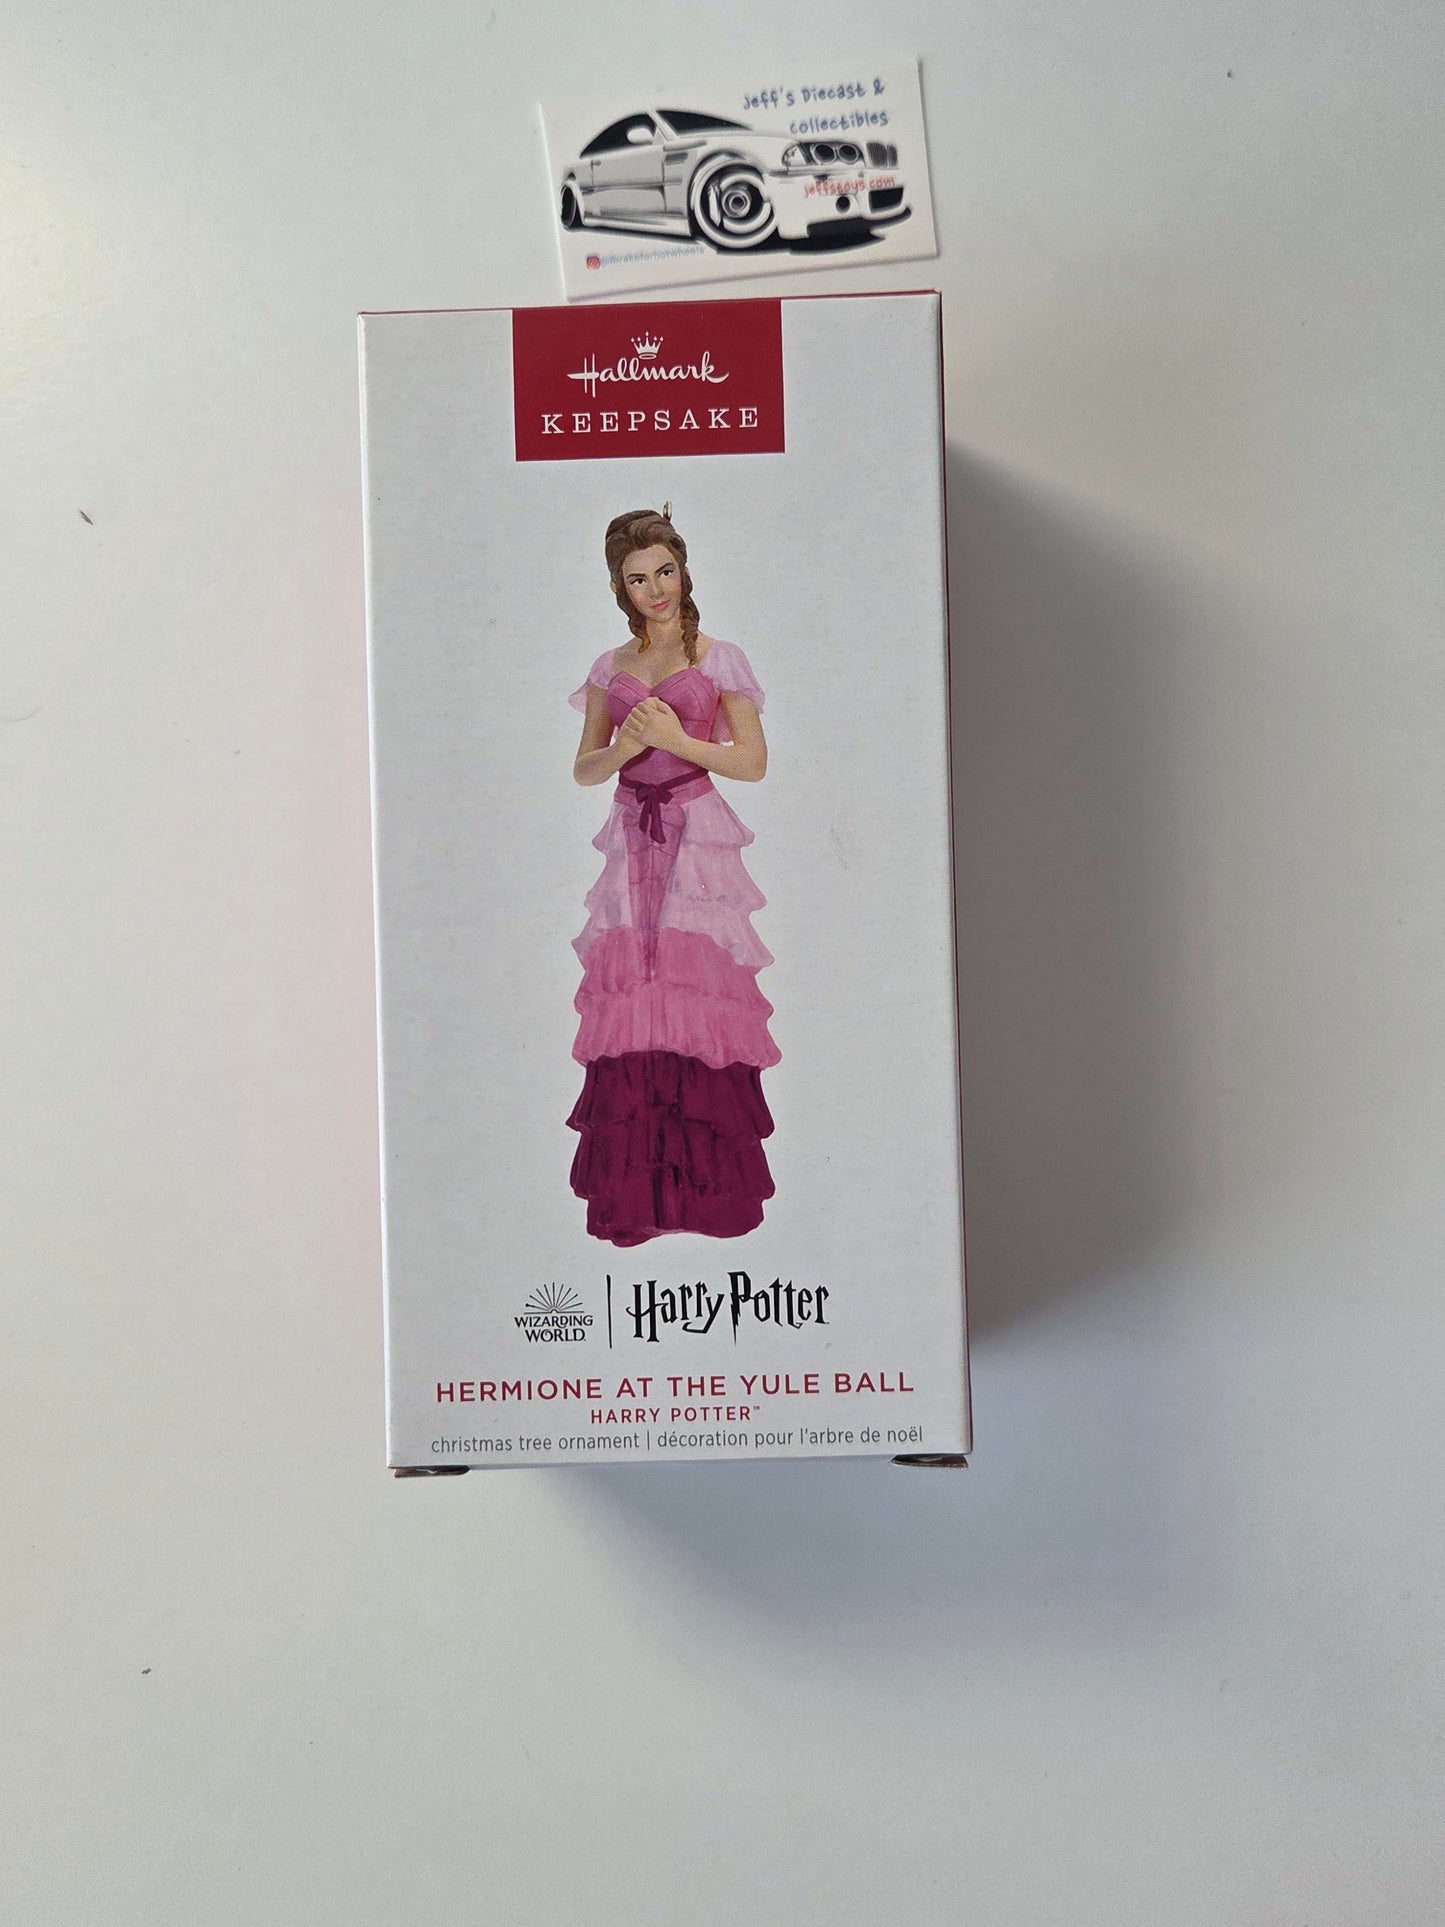 Jeff's Diecast &
collectibles
jeffstoys.com
Hallmark
KEEPSAKE
WIZARDING
WORLD
Harry Potter
HERMIONE AT THE YULE BALL
HARRY POTTER™
christmas tree ornament | décoration pour l'arbre de noël